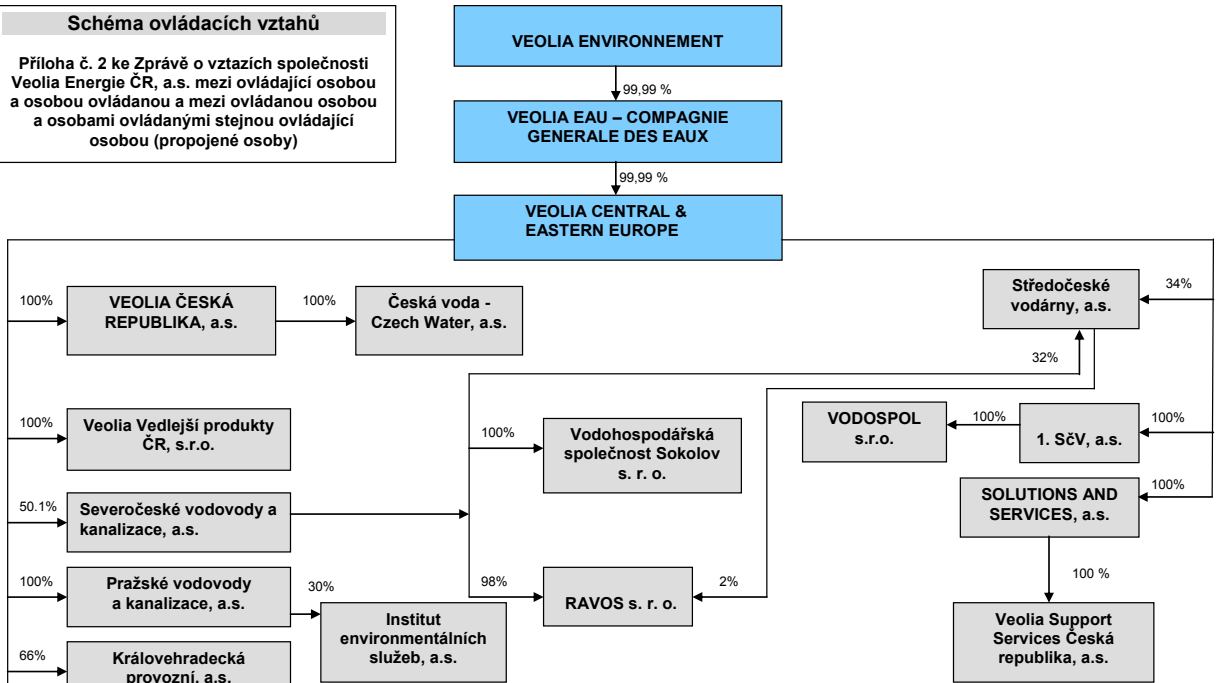 Schéma ovládacích vztahů
Příloha č. 2 ke Zprávě o vztazích společnosti
Veolia Energie ČR, a.s. mezi ovládající osobou
a osobou ovládanou a mezi ovládanou osobou
a osobami ovládanými stejnou ovládající
osobou (propojené osoby)
VEOLIA ENVIRONNEMENT
99,99 %
VEOLIA EAU – COMPAGNIE
GENERALE DES EAUX
99,99 %
VEOLIA CENTRAL &
EASTERN EUROPE
100%
VEOLIA ČESKÁ
REPUBLIKA, a.s.
100%
Česká voda -
Czech Water, a.s.
Středočeské
vodárny, a.s.
34%
32%
100%
Veolia Vedlejší produkty
ČR, s.r.o.
100%
Vodohospodářská
společnost Sokolov
s. r. o.
VODOSPOL
s.r.o.
100%
1. SčV, a.s.
100%
50.1%
Severočeské vodovody a
kanalizace, a.s.
SOLUTIONS AND
SERVICES, a.s.
100%
100%
Pražské vodovody
a kanalizace, a.s.
30%
Institut
environmentálních
služeb, a.s.
98%
RAVOS s. r. o.
2%
100 %
Veolia Support
Services Česká
republika, a.s.
66%
Královehradecká
provozní, a.s.